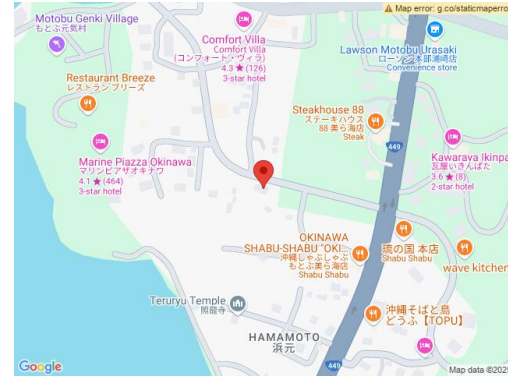 Map error: g.co/staticmaperro
Motobu Genki Village
もとぶ元気村
Comfort Villa
Comfort Villa
(コンフォート・ヴィラ)
4.3 ★ (126)
3-star hotel
Lawson Motobu Urasaki
ローソン 本部浦崎店
Convenience store
Restaurant Breeze
レストラン ブリーズ
Steakhouse 88
ステーキハウス
88 美ら海店
Steak
Marine Piazza Okinawa
マリンピアザオキナワ
4.1 ★ (464)
3-star hotel
449
Kawaraya Ikinpa
瓦屋いきんぱた
3.6 ★ (8)
2-star hotel
OKINAWA
SHABU-SHABU "OKI...
沖縄しゃぶしゃぶ
もとぶ美ら海店
Shabu Shabu
琉の国 本店
Shabu Shabu
wave kitchen
Teruryu Temple
照龍寺
沖縄そばと島
どうふ【TOPU】
HAMAMOTO
浜元
449
Google
Map data ©2025